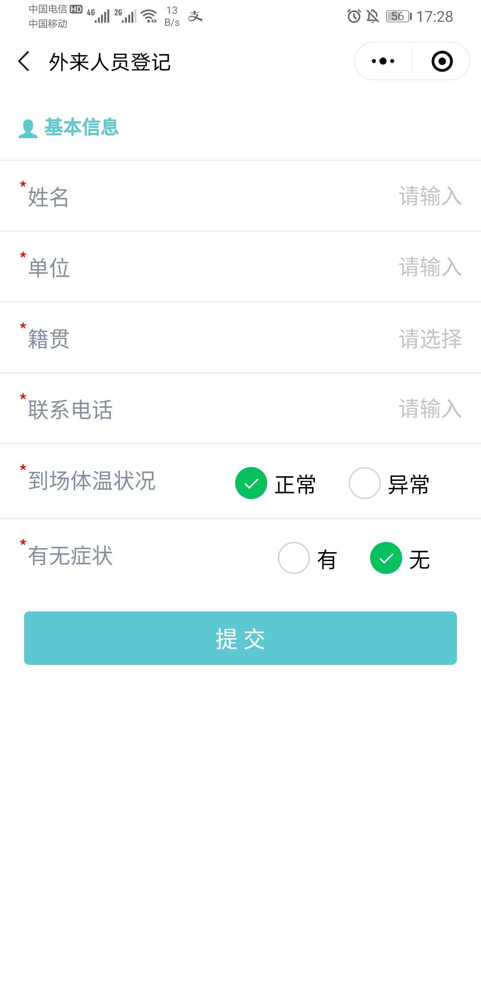 中国电信 HD 4G 2G 13 B/s 支 56 17:28
中国移动
外来人员登记
基本信息
*姓名 请输入
*单位 请输入
*籍贯 请选择
*联系电话 请输入
*到场体温状况 正常 异常
*有无症状 有 无
提交